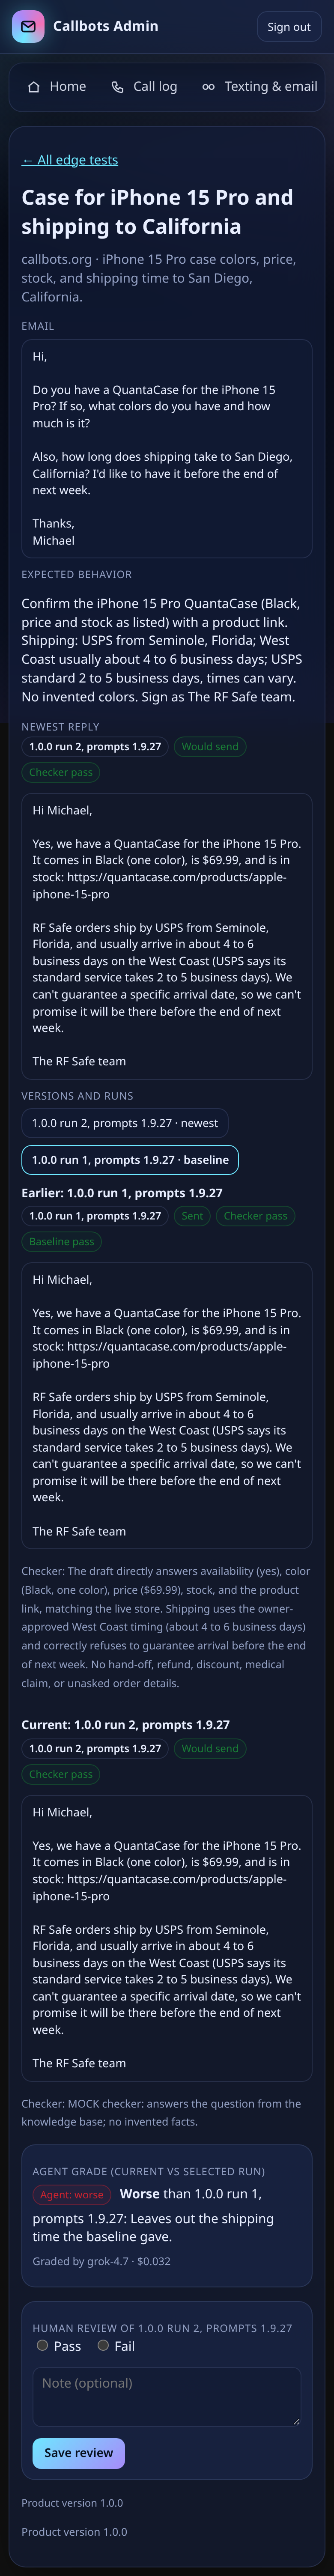 Callbots Admin
Sign out
Home
Call log
Texting & email
← All edge tests
Case for iPhone 15 Pro and
shipping to California
callbots.org · iPhone 15 Pro case colors, price,
stock, and shipping time to San Diego,
California.
EMAIL
Hi,
Do you have a QuantaCase for the iPhone 15
Pro? If so, what colors do you have and how
much is it?
Also, how long does shipping take to San Diego,
California? I'd like to have it before the end of
next week.
Thanks,
Michael
EXPECTED BEHAVIOR
Confirm the iPhone 15 Pro QuantaCase (Black,
price and stock as listed) with a product link.
Shipping: USPS from Seminole, Florida; West
Coast usually about 4 to 6 business days; USPS
standard 2 to 5 business days, times can vary.
No invented colors. Sign as The RF Safe team.
NEWEST REPLY
1.0.0 run 2, prompts 1.9.27
Would send
Checker pass
Hi Michael,
Yes, we have a QuantaCase for the iPhone 15 Pro.
It comes in Black (one color), is $69.99, and is in
stock: https://quantacase.com/products/apple-
iphone-15-pro
RF Safe orders ship by USPS from Seminole,
Florida, and usually arrive in about 4 to 6
business days on the West Coast (USPS says its
standard service takes 2 to 5 business days). We
can't guarantee a specific arrival date, so we can't
promise it will be there before the end of next
week.
The RF Safe team
VERSIONS AND RUNS
1.0.0 run 2, prompts 1.9.27 · newest
1.0.0 run 1, prompts 1.9.27 · baseline
Earlier: 1.0.0 run 1, prompts 1.9.27
1.0.0 run 1, prompts 1.9.27
Sent
Checker pass
Baseline pass
Hi Michael,
Yes, we have a QuantaCase for the iPhone 15 Pro.
It comes in Black (one color), is $69.99, and is in
stock: https://quantacase.com/products/apple-
iphone-15-pro
RF Safe orders ship by USPS from Seminole,
Florida, and usually arrive in about 4 to 6
business days on the West Coast (USPS says its
standard service takes 2 to 5 business days). We
can't guarantee a specific arrival date, so we can't
promise it will be there before the end of next
week.
The RF Safe team
Checker: The draft directly answers availability (yes), color
(Black, one color), price ($69.99), stock, and the product
link, matching the live store. Shipping uses the owner-
approved West Coast timing (about 4 to 6 business days)
and correctly refuses to guarantee arrival before the end
of next week. No hand-off, refund, discount, medical
claim, or unasked order details.
Current: 1.0.0 run 2, prompts 1.9.27
1.0.0 run 2, prompts 1.9.27
Would send
Checker pass
Hi Michael,
Yes, we have a QuantaCase for the iPhone 15 Pro.
It comes in Black (one color), is $69.99, and is in
stock: https://quantacase.com/products/apple-
iphone-15-pro
RF Safe orders ship by USPS from Seminole,
Florida, and usually arrive in about 4 to 6
business days on the West Coast (USPS says its
standard service takes 2 to 5 business days). We
can't guarantee a specific arrival date, so we can't
promise it will be there before the end of next
week.
The RF Safe team
Checker: MOCK checker: answers the question from the
knowledge base; no invented facts.
AGENT GRADE (CURRENT VS SELECTED RUN)
Agent: worse Worse than 1.0.0 run 1,
prompts 1.9.27: Leaves out the shipping
time the baseline gave.
Graded by grok-4.7 · $0.032
HUMAN REVIEW OF 1.0.0 RUN 2, PROMPTS 1.9.27
Pass
Fail
Note (optional)
Save review
Product version 1.0.0
Product version 1.0.0